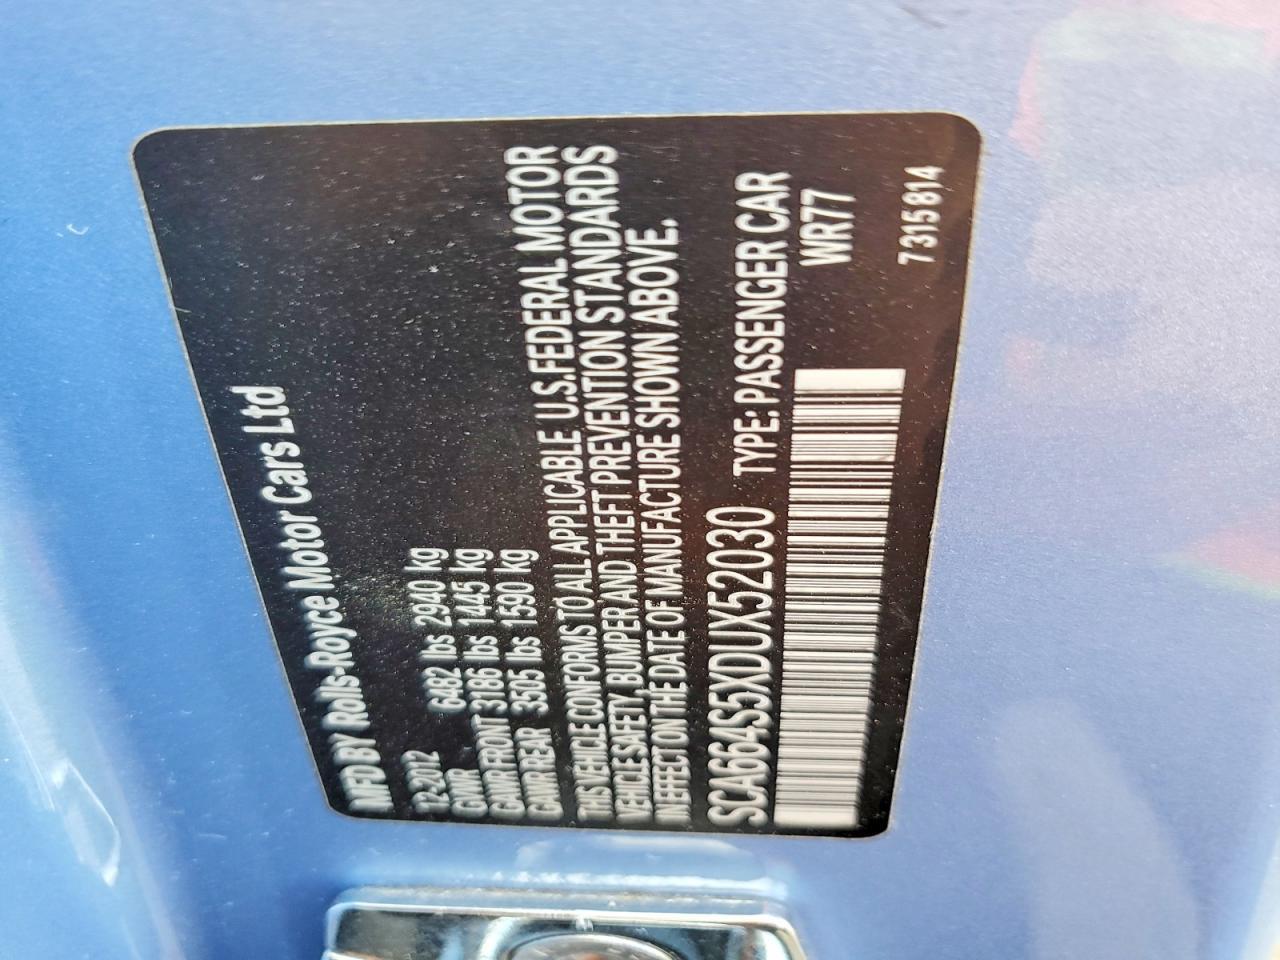 MFD BY Rolls-Royce Motor Cars Ltd
12-2012
GVWR 6482 lbs 2940 kg
GAWR FRONT 3186 lbs 1445 kg
GAWR REAR 3505 lbs 1590 kg
THIS VEHICLE CONFORMS TO ALL APPLICABLE U.S.FEDERAL MOTOR
VEHICLE SAFETY, BUMPER AND THEFT PREVENTION STANDARDS
IN EFFECT ON THE DATE OF MANUFACTURE SHOWN ABOVE.
SCA664S5XDUX52030 TYPE: PASSENGER CAR
WR77
7315814